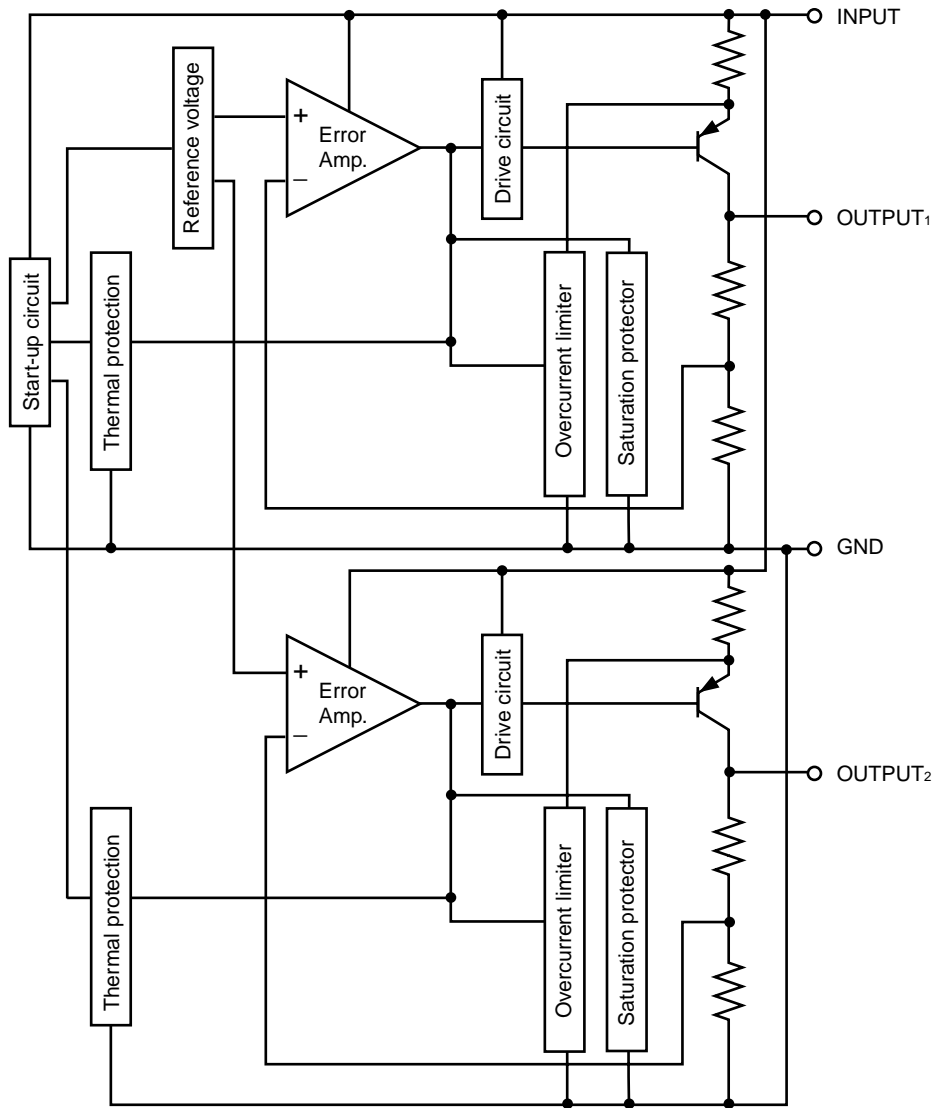 INPUT
Reference voltage
+
Error
Amp.
−
Drive circuit
OUTPUT1
Start-up circuit
Thermal protection
Overcurrent limiter
Saturation protector
GND
+
Error
Amp.
−
Drive circuit
OUTPUT2
Thermal protection
Overcurrent limiter
Saturation protector